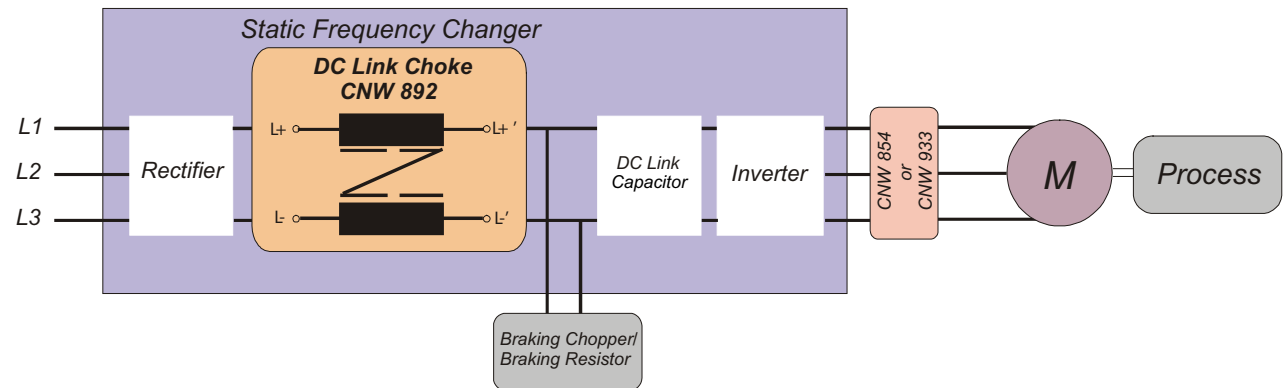 Static Frequency Changer
DC Link Choke
CNW 892
L1
L2
L3
Rectifier
L+
L+ '
L-
L-'
DC Link
Capacitor
Inverter
CNW 854
or
CNW 933
M
Process
Braking Chopper/
Braking Resistor